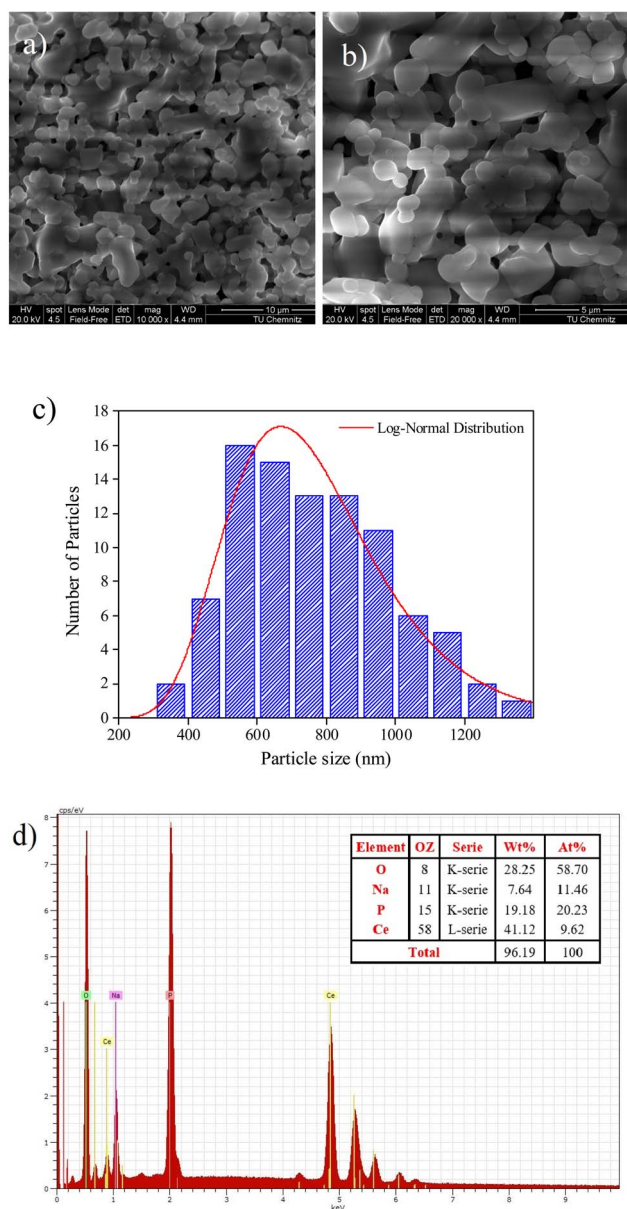 a)
b)
HV spot Lens Mode det mag WD 10 µm
20.0 kV 4.5 Field-Free ETD 10 000 x 4.4 mm TU Chemnitz
HV spot Lens Mode det mag WD 5 µm
20.0 kV 4.5 Field-Free ETD 20 000 x 4.4 mm TU Chemnitz
c)
Log-Normal Distribution
Number of Particles
18
16
14
12
10
8
6
4
2
0
200 400 600 800 1000 1200
Particle size (nm)
d)
cps/eV
8
7
6
5
4
3
2
1
0
Element OZ Serie Wt% At%
O 8 K-serie 28.25 58.70
Na 11 K-serie 7.64 11.46
P 15 K-serie 19.18 20.23
Ce 58 L-serie 41.12 9.62
Total 96.19 100
O Na P Ce
Ce
0 1 2 3 4 5 6 7 8 9
keV